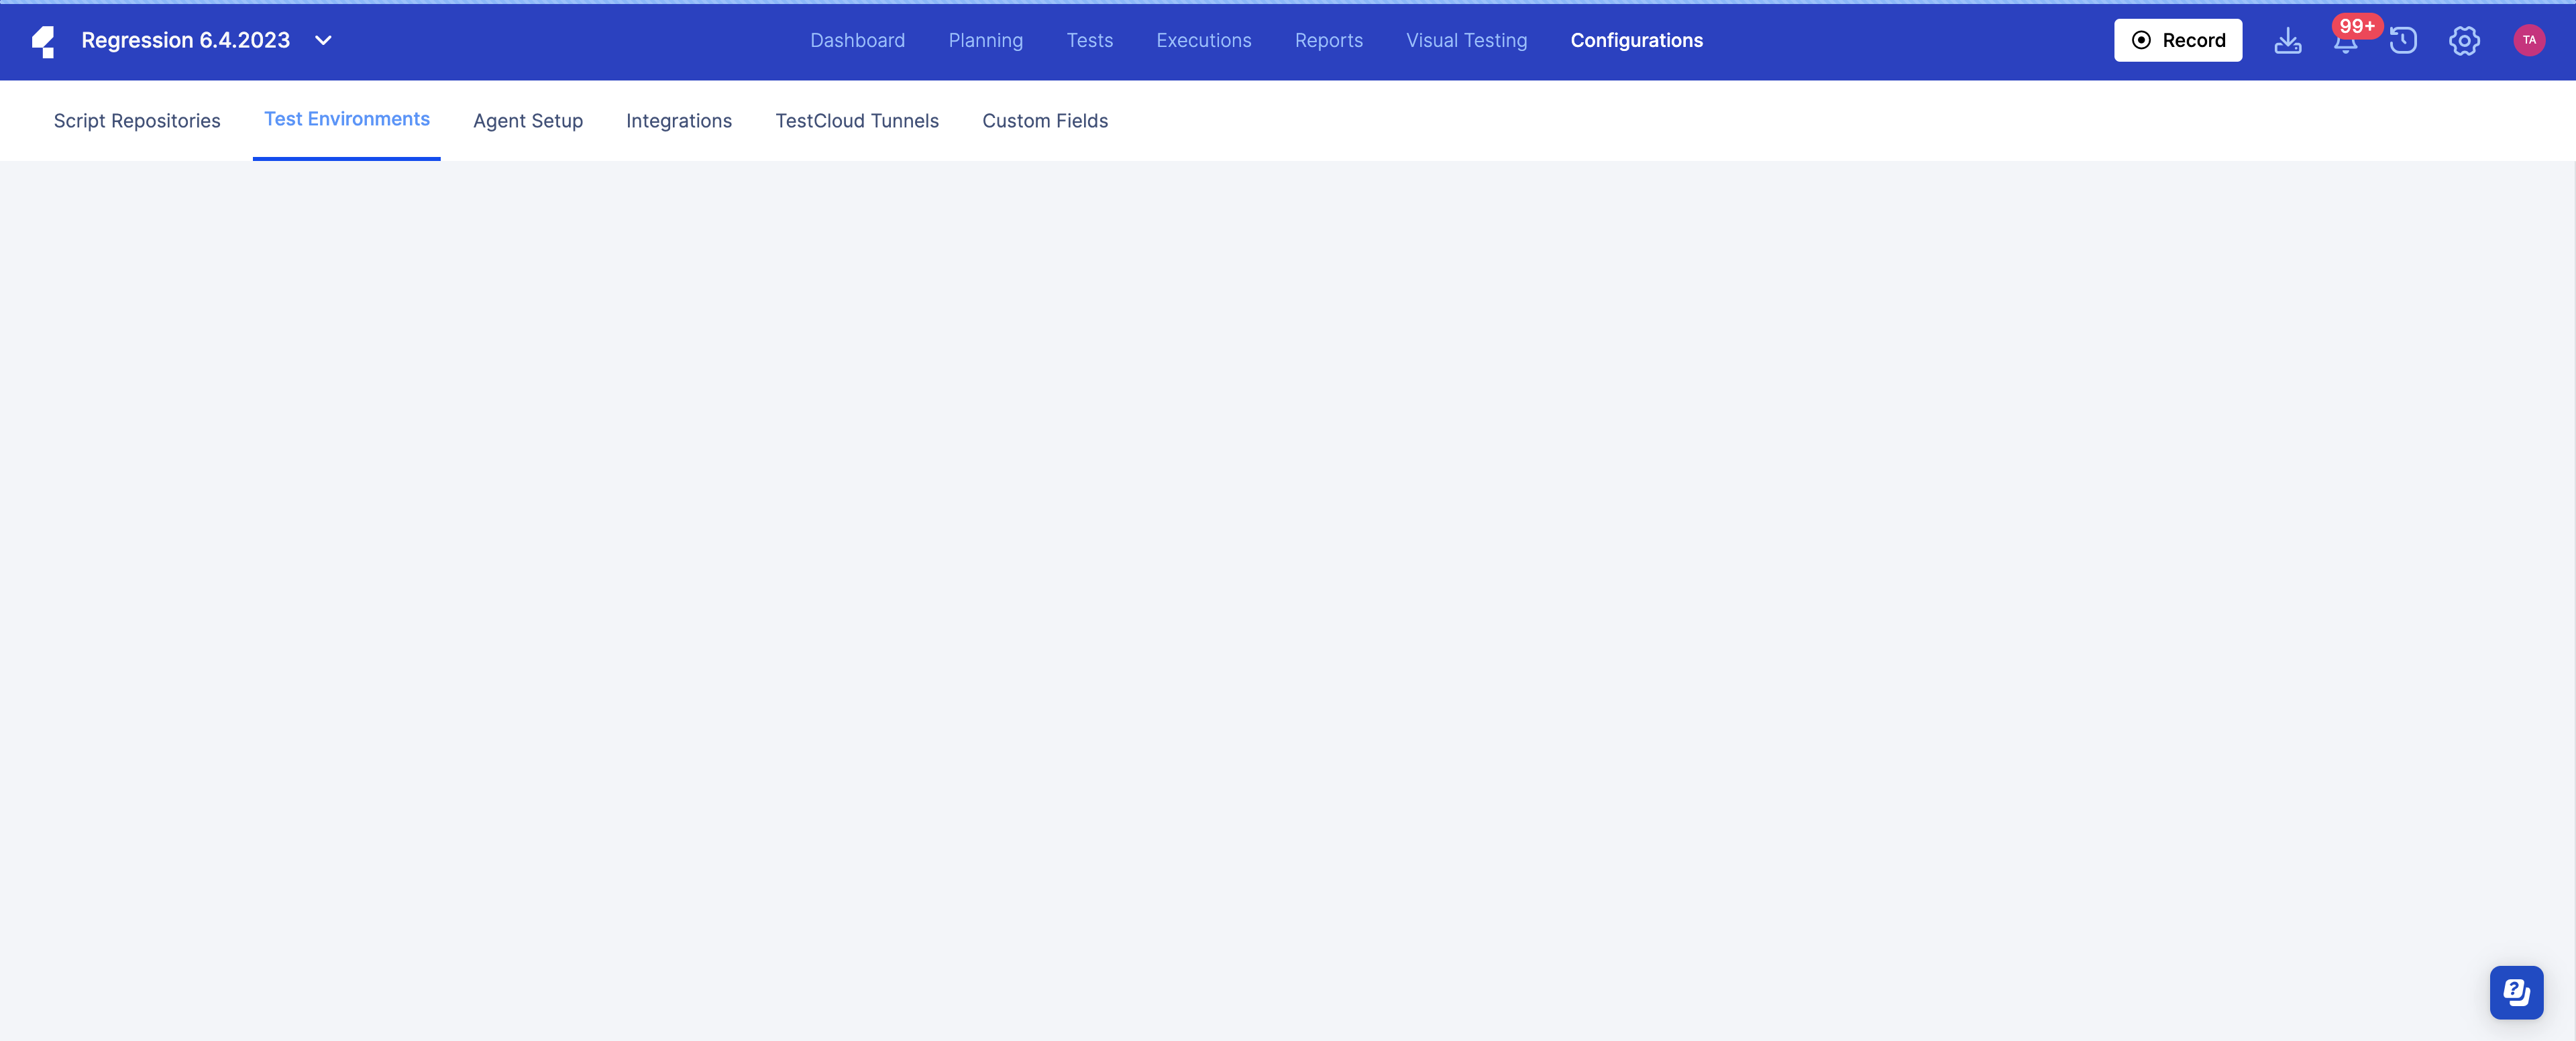 Regression 6.4.2023 Dashboard Planning Tests Executions Reports Visual Testing Configurations Record 99+ TA
Script Repositories Test Environments Agent Setup Integrations TestCloud Tunnels Custom Fields
?